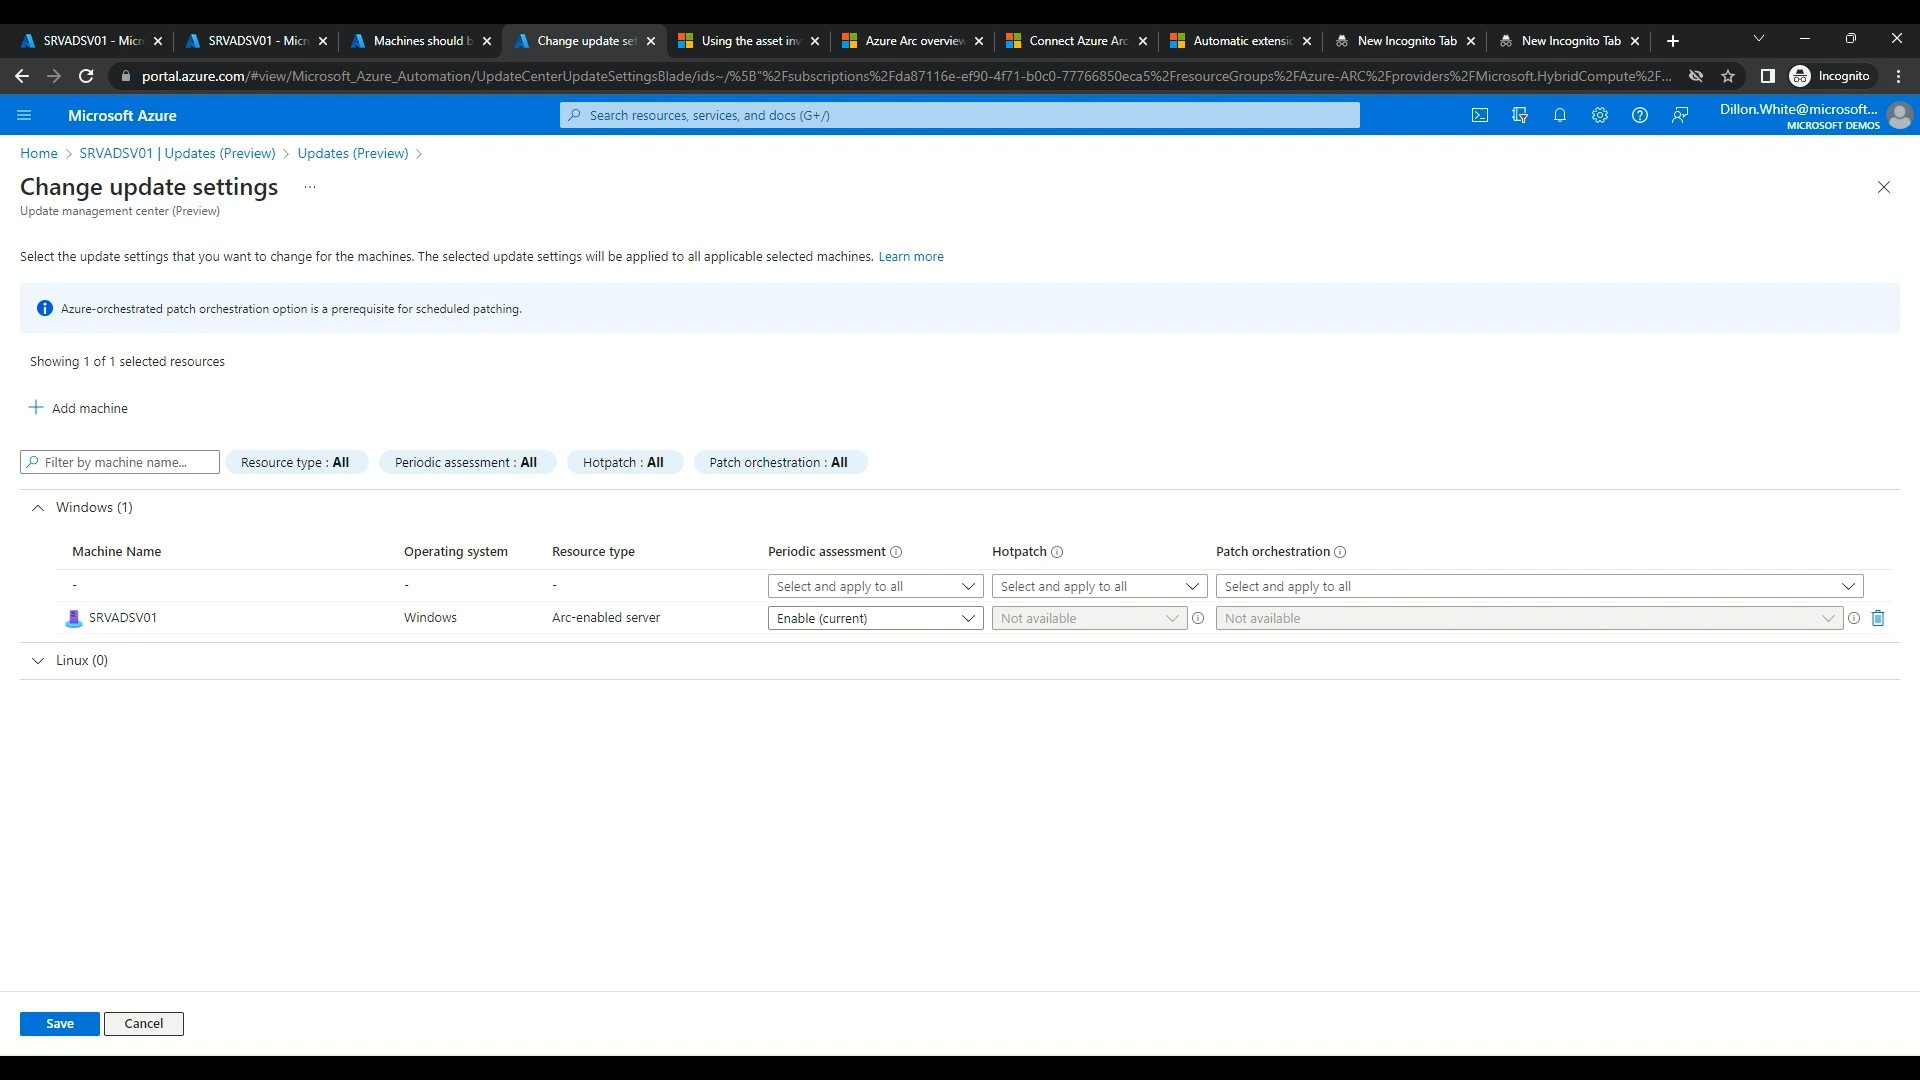 SRVADSV01 - Micr
SRVADSV01 - Micr
Machines should b
Change update set
Using the asset inv
Azure Arc overview
Connect Azure Arc
Automatic extensio
New Incognito Tab
New Incognito Tab
portal.azure.com/#view/Microsoft_Azure_Automation/UpdateCenterUpdateSettingsBlade/ids~/%5B"%2Fsubscriptions%2Fda87116e-ef90-4f71-b0c0-77766850eca5%2FresourceGroups%2FAzure-ARC%2Fproviders%2FMicrosoft.HybridCompute%2F...
Incognito
Microsoft Azure
Search resources, services, and docs (G+/)
Dillon.White@microsoft...
MICROSOFT DEMOS
Home > SRVADSV01 | Updates (Preview) > Updates (Preview) >
Change update settings ...
Update management center (Preview)
Select the update settings that you want to change for the machines. The selected update settings will be applied to all applicable selected machines. Learn more
Azure-orchestrated patch orchestration option is a prerequisite for scheduled patching.
Showing 1 of 1 selected resources
Add machine
Filter by machine name... Resource type : All Periodic assessment : All Hotpatch : All Patch orchestration : All
Windows (1)
Machine Name Operating system Resource type Periodic assessment Hotpatch Patch orchestration
- - - Select and apply to all Select and apply to all Select and apply to all
SRVADSV01 Windows Arc-enabled server Enable (current) Not available Not available
Linux (0)
Save Cancel